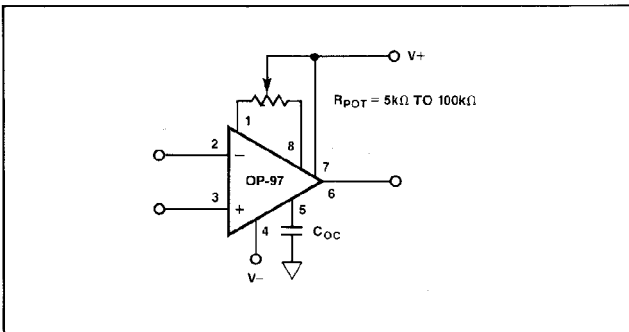 V+
R_POT = 5kΩ TO 100kΩ
1
8
2
−
7
OP-97
6
3
+
5
4
C_OC
V−